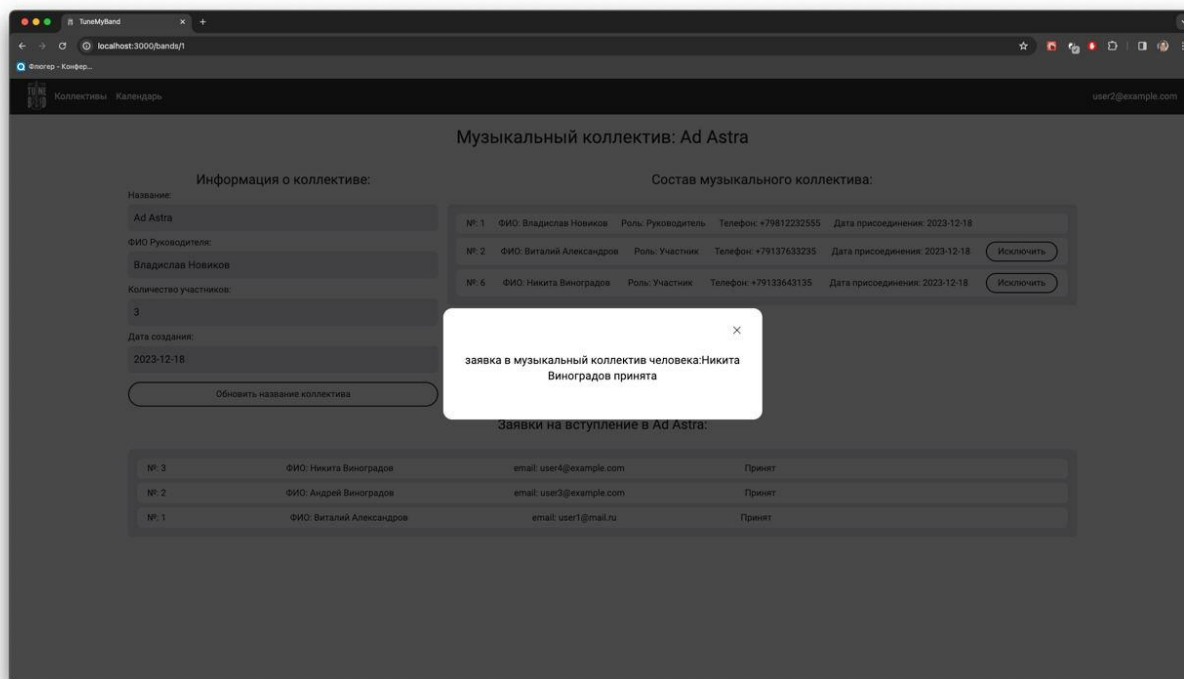 TuneMyBand
localhost:3000/bands/1
Флюгер - Конфер...
Коллективы Календарь user2@example.com
Музыкальный коллектив: Ad Astra
Информация о коллективе:
Название:
Ad Astra
ФИО Руководителя:
Владислав Новиков
Количество участников:
3
Дата создания:
2023-12-18
Обновить название коллектива
Состав музыкального коллектива:
№: 1 ФИО: Владислав Новиков Роль: Руководитель Телефон: +79812232555 Дата присоединения: 2023-12-18
№: 2 ФИО: Виталий Александров Роль: Участник Телефон: +79137633235 Дата присоединения: 2023-12-18 Исключить
№: 6 ФИО: Никита Виноградов Роль: Участник Телефон: +79133643135 Дата присоединения: 2023-12-18 Исключить
заявка в музыкальный коллектив человека:Никита
Виноградов принята
Заявки на вступление в Ad Astra:
№: 3 ФИО: Никита Виноградов email: user4@example.com Принят
№: 2 ФИО: Андрей Виноградов email: user3@example.com Принят
№: 1 ФИО: Виталий Александров email: user1@mail.ru Принят